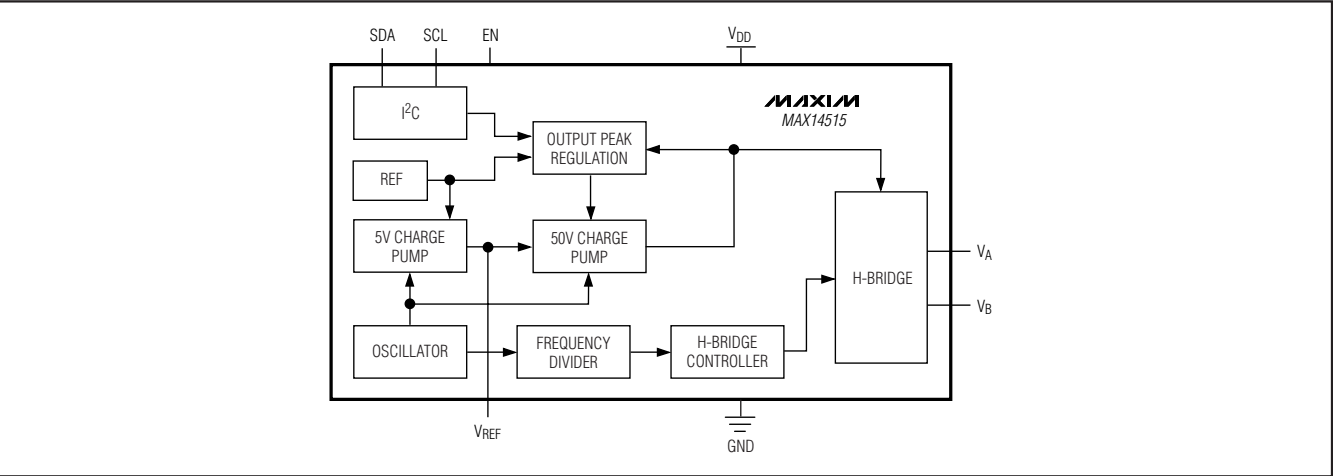 SDA SCL EN VDD
MAXIM
MAX14515
I2C
OUTPUT PEAK
REGULATION
REF
5V CHARGE
PUMP
50V CHARGE
PUMP
H-BRIDGE
VA
VB
OSCILLATOR
FREQUENCY
DIVIDER
H-BRIDGE
CONTROLLER
VREF
GND